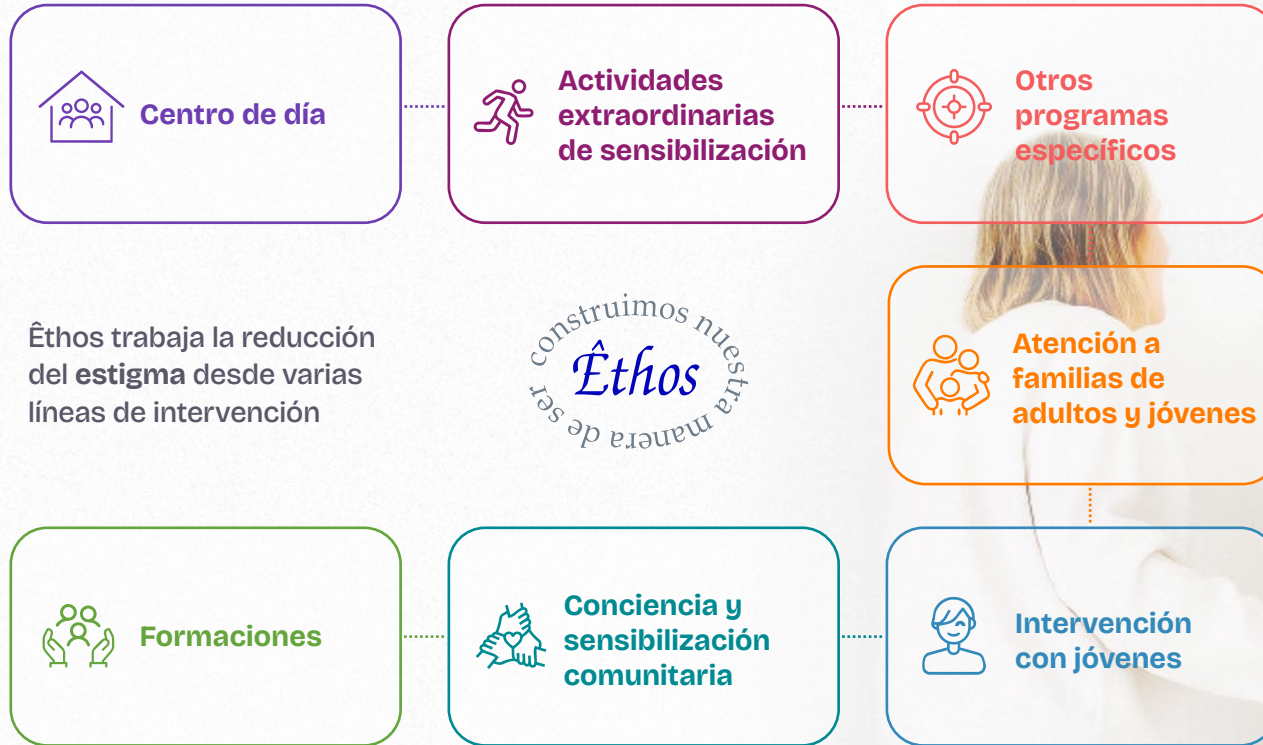 Centro de día
Actividades
extraordinarias
de sensibilización
Otros
programas
específicos
Êthos trabaja la reducción
del estigma desde varias
líneas de intervención
construimos nuestra manera de ser
Êthos
Atención a
familias de
adultos y jóvenes
Formaciones
Conciencia y
sensibilización
comunitaria
Intervención
con jóvenes